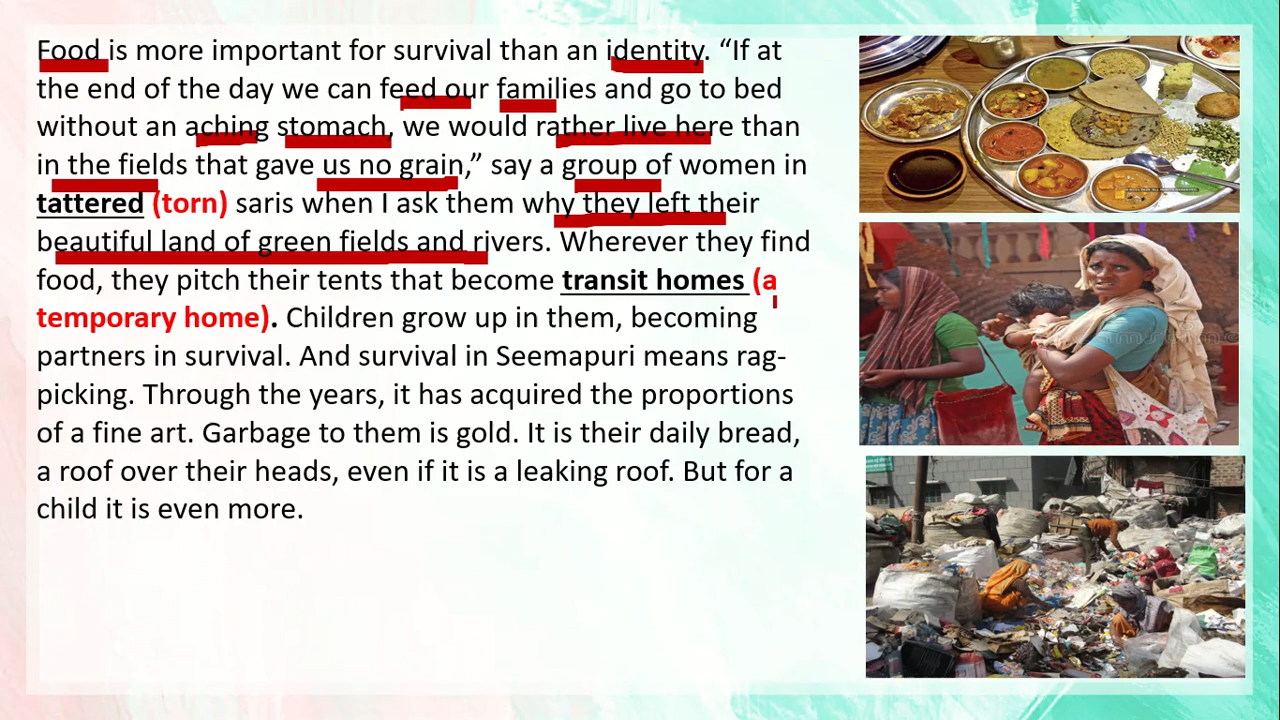 Food is more important for survival than an identity. “If at
the end of the day we can feed our families and go to bed
without an aching stomach, we would rather live here than
in the fields that gave us no grain,” say a group of women in
tattered (torn) saris when I ask them why they left their
beautiful land of green fields and rivers. Wherever they find
food, they pitch their tents that become transit homes (a
temporary home). Children grow up in them, becoming
partners in survival. And survival in Seemapuri means rag-
picking. Through the years, it has acquired the proportions
of a fine art. Garbage to them is gold. It is their daily bread,
a roof over their heads, even if it is a leaking roof. But for a
child it is even more.